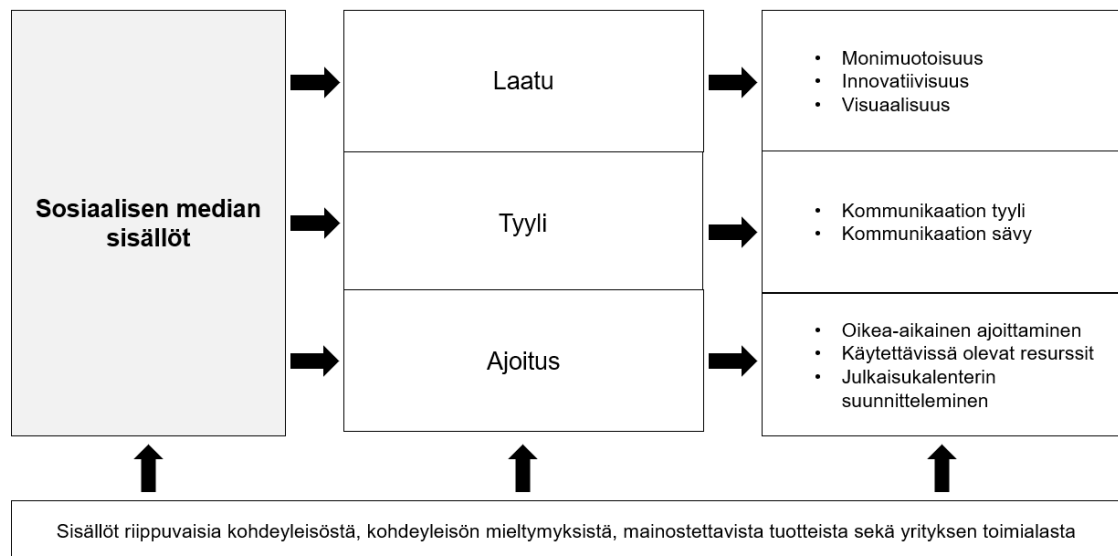 Sosiaalisen median
sisällöt
Laatu
• Monimuotoisuus
• Innovatiivisuus
• Visuaalisuus
Tyyli
• Kommunikaation tyyli
• Kommunikaation sävy
Ajoitus
• Oikea-aikainen ajoittaminen
• Käytettävissä olevat resurssit
• Julkaisukalenterin
suunnitteleminen
Sisällöt riippuvaisia kohdeyleisöstä, kohdeyleisön mieltymyksistä, mainostettavista tuotteista sekä yrityksen toimialasta